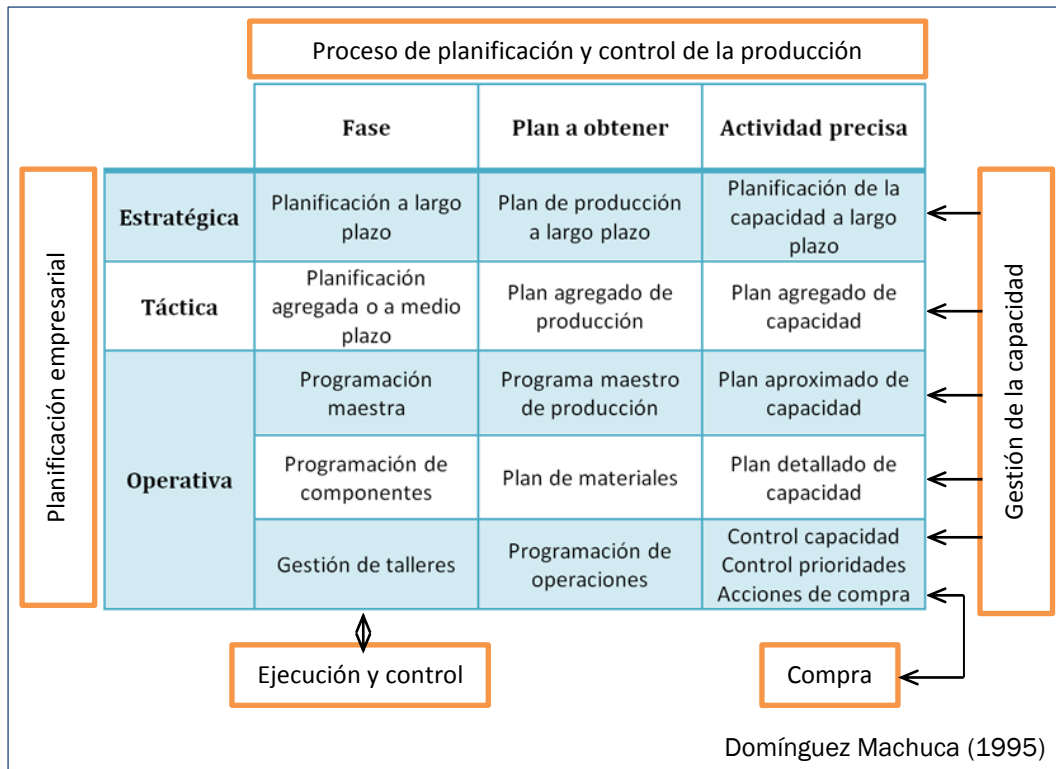 Proceso de planificación y control de la producción
Fase
Plan a obtener
Actividad precisa
Planificación empresarial
Estratégica
Planificación a largo
plazo
Plan de producción
a largo plazo
Planificación de la
capacidad a largo
plazo
Táctica
Planificación
agregada o a medio
plazo
Plan agregado de
producción
Plan agregado de
capacidad
Operativa
Programación
maestra
Programa maestro
de producción
Plan aproximado de
capacidad
Programación de
componentes
Plan de materiales
Plan detallado de
capacidad
Gestión de talleres
Programación de
operaciones
Control capacidad
Control prioridades
Acciones de compra
Gestión de la capacidad
Ejecución y control
Compra
Domínguez Machuca (1995)